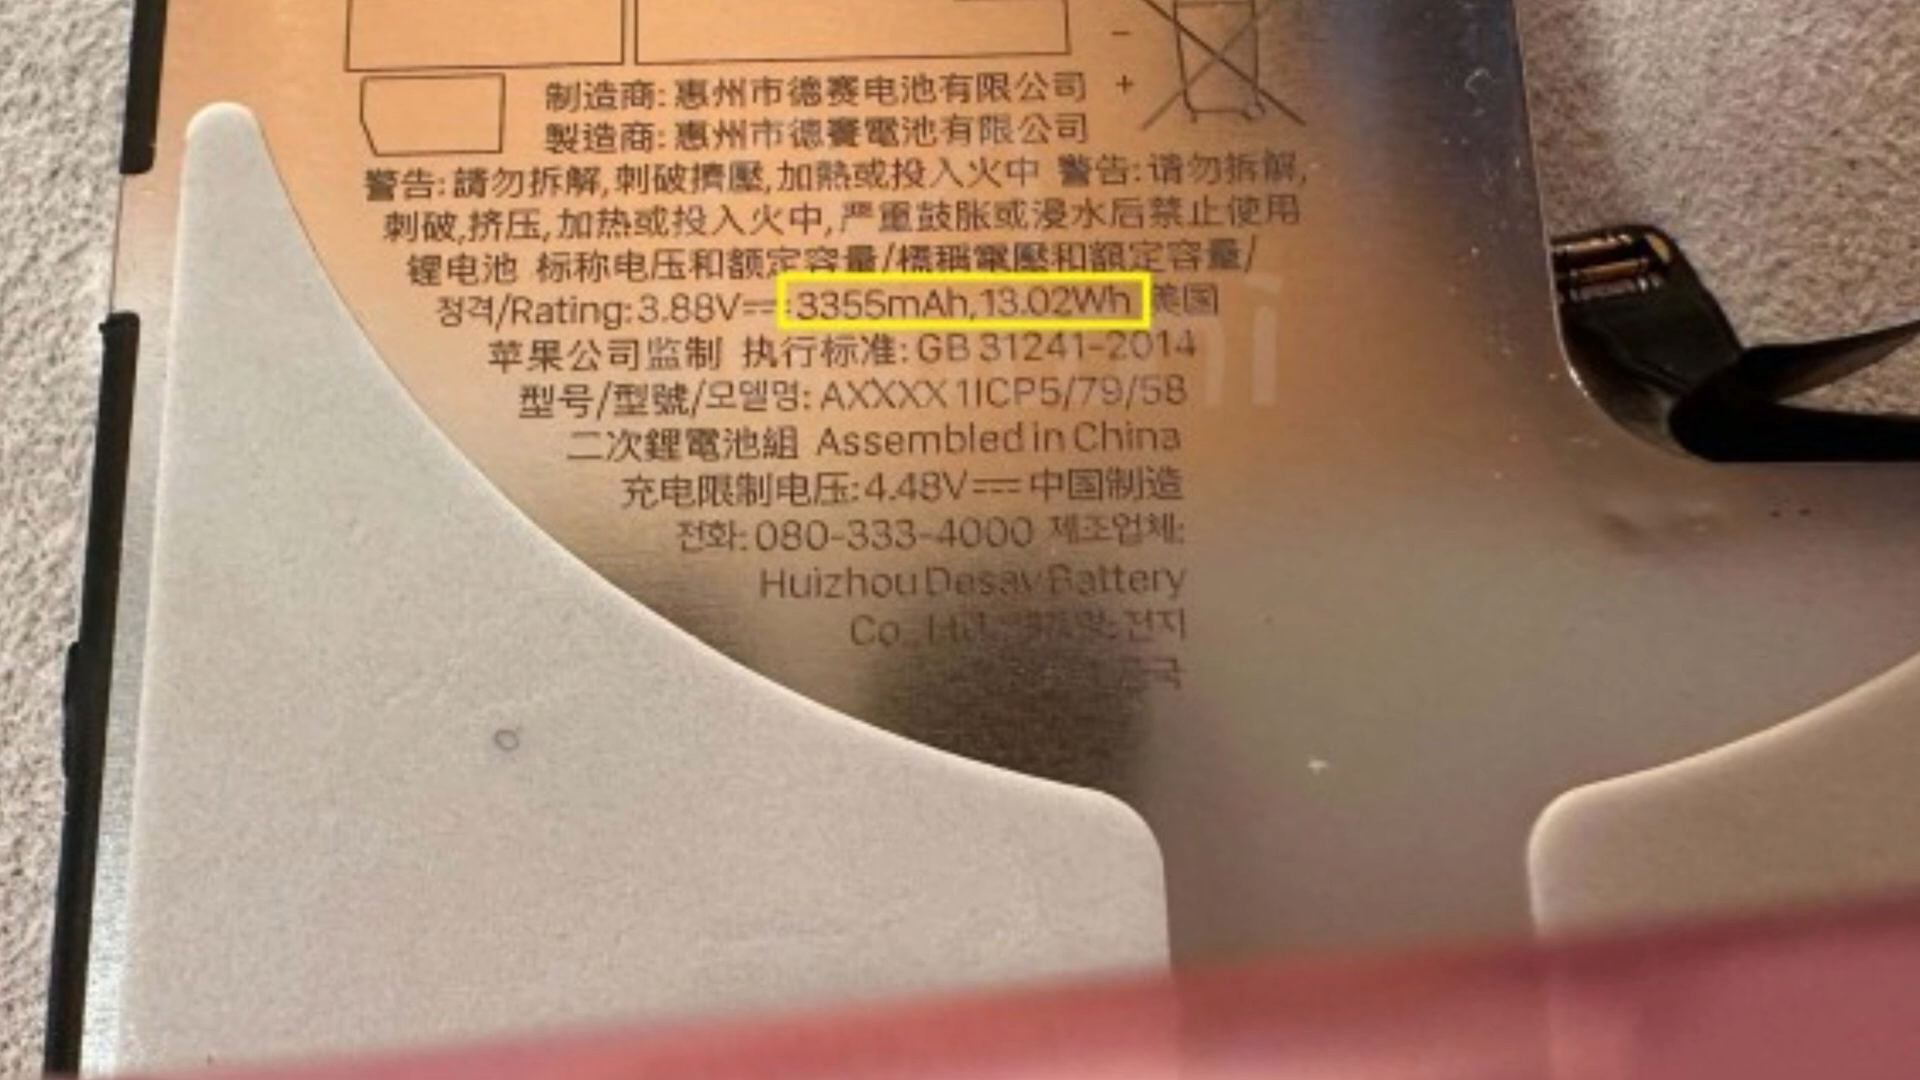 制造商: 惠州市德赛电池有限公司
製造商: 惠州市德賽電池有限公司
警告: 請勿拆解, 刺破擠壓, 加熱或投入火中 警告: 请勿拆解,
刺破, 挤压, 加热或投入火中, 严重鼓胀或浸水后禁止使用
锂电池 标称电压和额定容量/標稱電壓和額定容量/
정격/Rating: 3.88V⎓3355mAh, 13.02Wh 美国
苹果公司监制 执行标准: GB 31241-2014
型号/型號/모델명: AXXXX 1ICP5/79/58
二次鋰電池組 Assembled in China
充电限制电压: 4.48V⎓ 中国制造
전화: 080-333-4000 제조업체:
Huizhou Desay Battery
Co., 전지